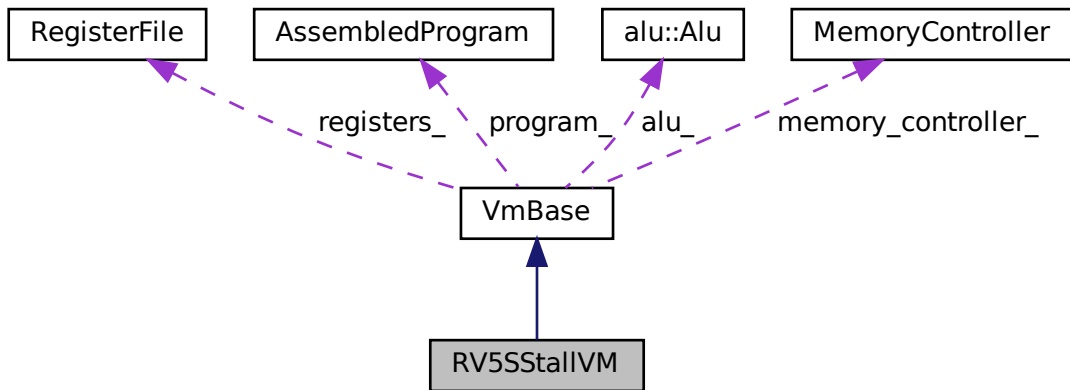 RegisterFile
AssembledProgram
alu::Alu
MemoryController
registers_
program_
alu_
memory_controller_
VmBase
RV5SStallVM